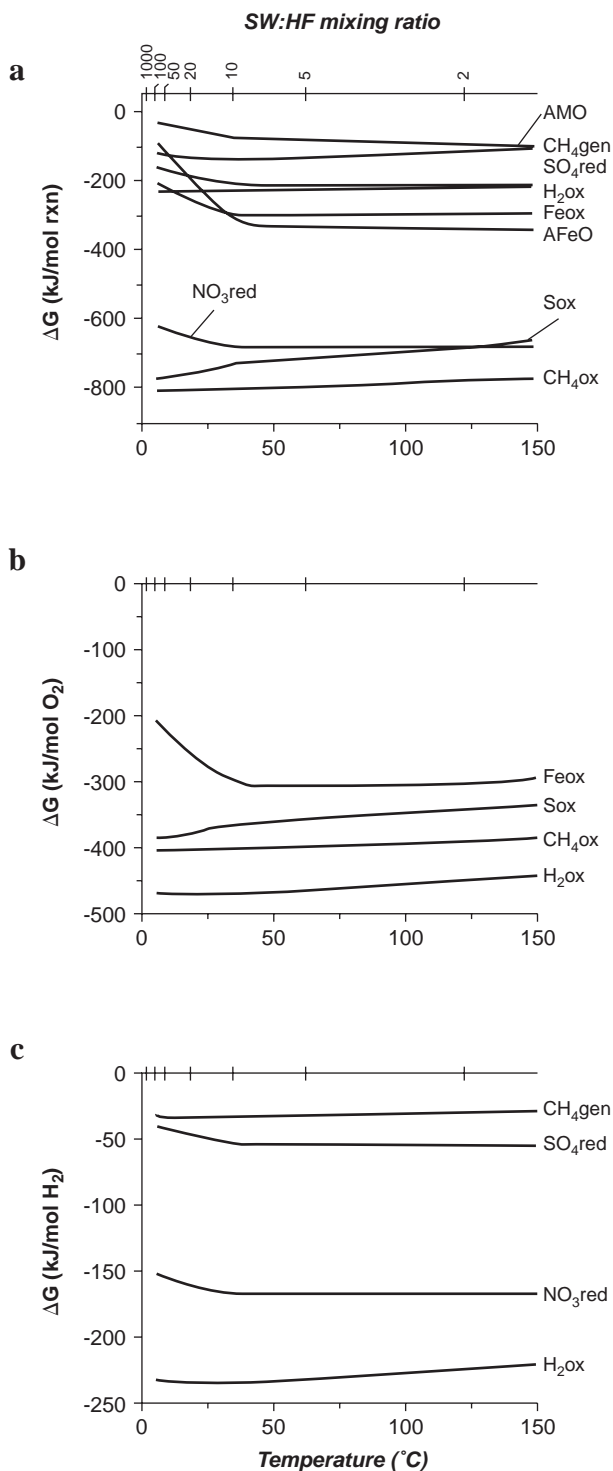 SW:HF mixing ratio
a
1000 100 50 20 10 5 2
0
-200
-400
-600
-800
ΔG (kJ/mol rxn)
AMO
CH₄gen
SO₄red
H₂ox
Feox
AFeO
NO₃red
Sox
CH₄ox
0 50 100 150
b
0
-100
-200
-300
-400
-500
ΔG (kJ/mol O₂)
Feox
Sox
CH₄ox
H₂ox
0 50 100 150
c
0
-50
-100
-150
-200
-250
ΔG (kJ/mol H₂)
CH₄gen
SO₄red
NO₃red
H₂ox
0 50 100 150
Temperature (˚C)